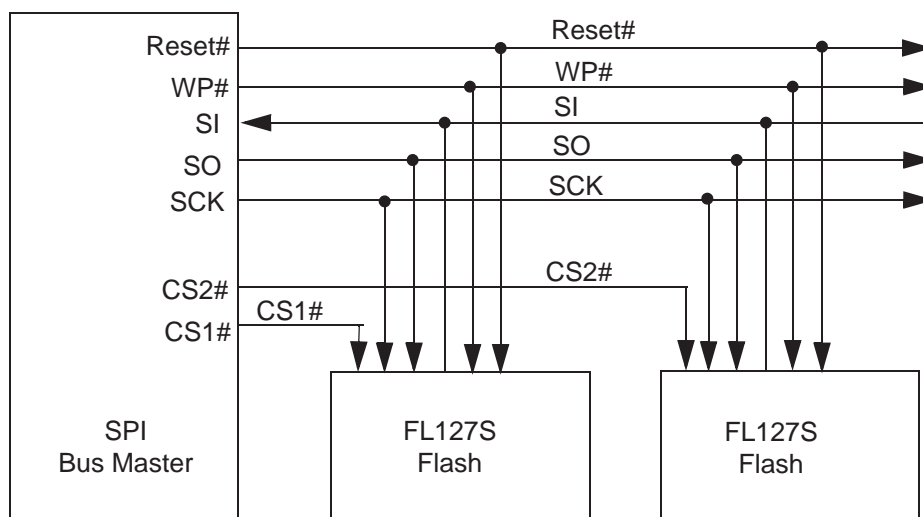 Reset#
Reset#
WP#
WP#
SI
SI
SO
SO
SCK
SCK
CS2#
CS2#
CS1#
CS1#
SPI
Bus Master
FL127S
Flash
FL127S
Flash